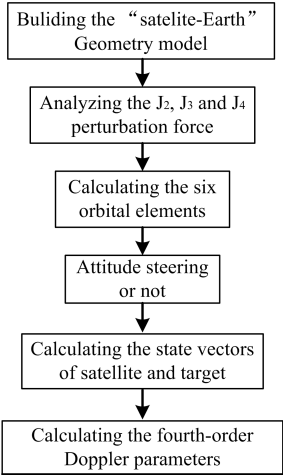 Buliding the “satelite-Earth”
Geometry model
Analyzing the J2, J3 and J4
perturbation force
Calculating the six
orbital elements
Attitude steering
or not
Calculating the state vectors
of satellite and target
Calculating the fourth-order
Doppler parameters